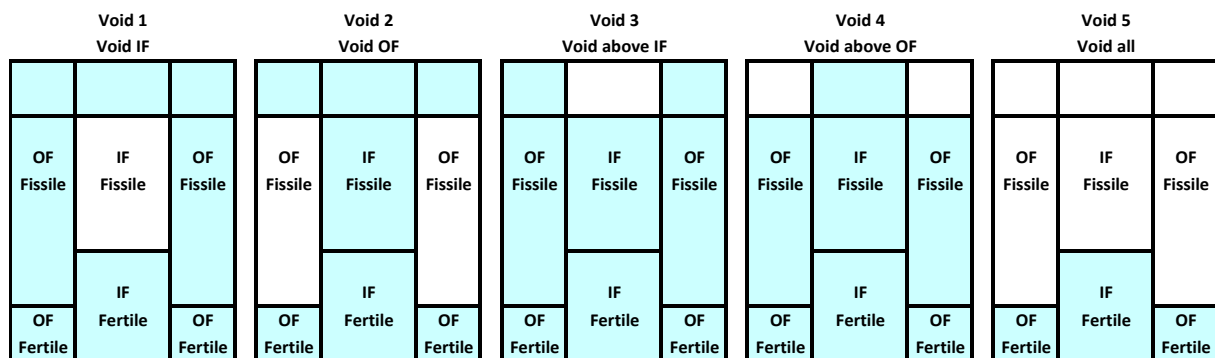 Void 1
Void IF
OF
Fissile
IF
Fissile
OF
Fissile
IF
Fertile
OF
Fertile
OF
Fertile
Void 2
Void OF
OF
Fissile
IF
Fissile
OF
Fissile
IF
Fertile
OF
Fertile
OF
Fertile
Void 3
Void above IF
OF
Fissile
IF
Fissile
OF
Fissile
IF
Fertile
OF
Fertile
OF
Fertile
Void 4
Void above OF
OF
Fissile
IF
Fissile
OF
Fissile
IF
Fertile
OF
Fertile
OF
Fertile
Void 5
Void all
OF
Fissile
IF
Fissile
OF
Fissile
IF
Fertile
OF
Fertile
OF
Fertile